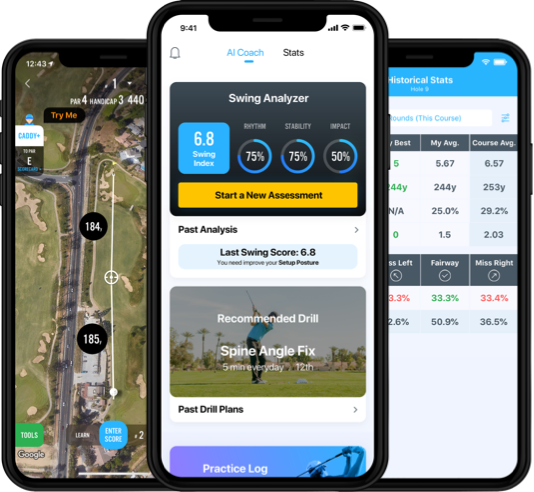 12:43
1
PAR 4 HANDICAP 3 440
Try Me
CADDY+
TO PAR
E
SCORECARD
184
185
TOOLS
LEARN
ENTER
SCORE
2
Google
9:41
AI Coach
Stats
Swing Analyzer
6.8
Swing
Index
RHYTHM
STABILITY
IMPACT
75%
75%
50%
Start a New Assessment
Past Analysis
Last Swing Score: 6.8
You need improve your Setup Posture
Recommended Drill
Spine Angle Fix
5 min everyday 12th
Past Drill Plans
Practice Log
Historical Stats
Hole 9
ounds (This Course)
Best My Avg. Course Avg.
5 5.67 6.57
244y 244y 253y
N/A 25.0% 29.2%
0 1.5 2.03
ss Left Fairway Miss Right
3.3% 33.3% 33.4%
2.6% 50.9% 36.5%